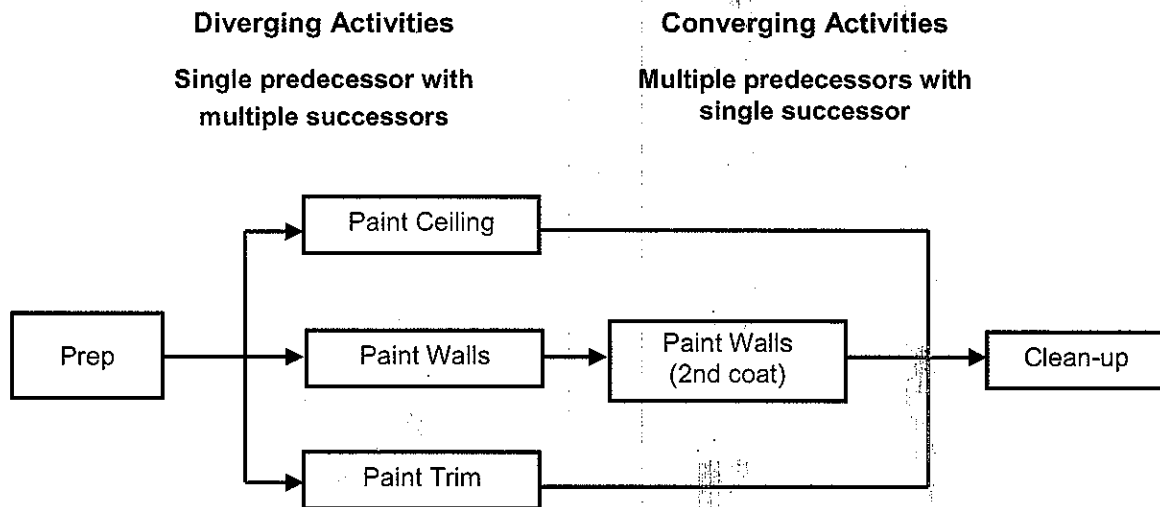 Diverging Activities
Single predecessor with
multiple successors
Converging Activities
Multiple predecessors with
single successor
Paint Ceiling
Prep
Paint Walls
Paint Walls
(2nd coat)
Clean-up
Paint Trim